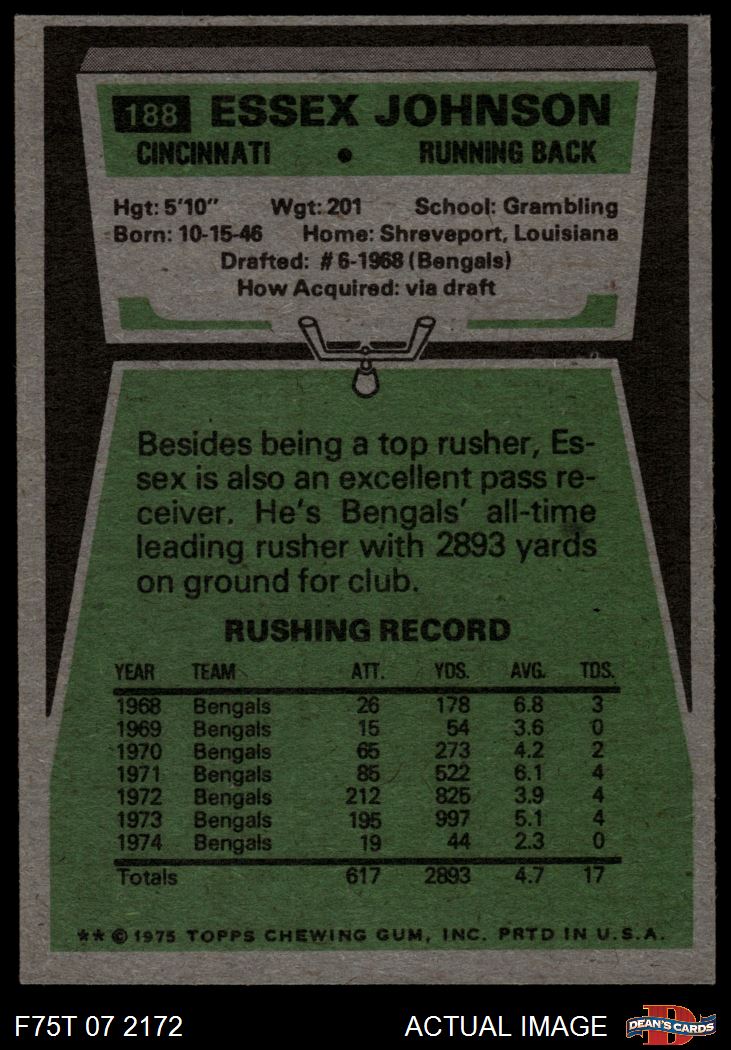 188 ESSEX JOHNSON
CINCINNATI • RUNNING BACK
Hgt: 5'10" Wgt: 201 School: Grambling
Born: 10-15-46 Home: Shreveport, Louisiana
Drafted: #6-1968 (Bengals)
How Acquired: via draft
Besides being a top rusher, Es-
sex is also an excellent pass re-
ceiver. He's Bengals' all-time
leading rusher with 2893 yards
on ground for club.
RUSHING RECORD
YEAR TEAM ATT. YDS. AVG. TDS.
1968 Bengals 26 178 6.8 3
1969 Bengals 15 54 3.6 0
1970 Bengals 65 273 4.2 2
1971 Bengals 85 522 6.1 4
1972 Bengals 212 825 3.9 4
1973 Bengals 195 997 5.1 4
1974 Bengals 19 44 2.3 0
Totals 617 2893 4.7 17
** © 1975 TOPPS CHEWING GUM, INC. PRTD IN U.S.A.
F75T 07 2172 ACTUAL IMAGE D DEAN'S CARDS